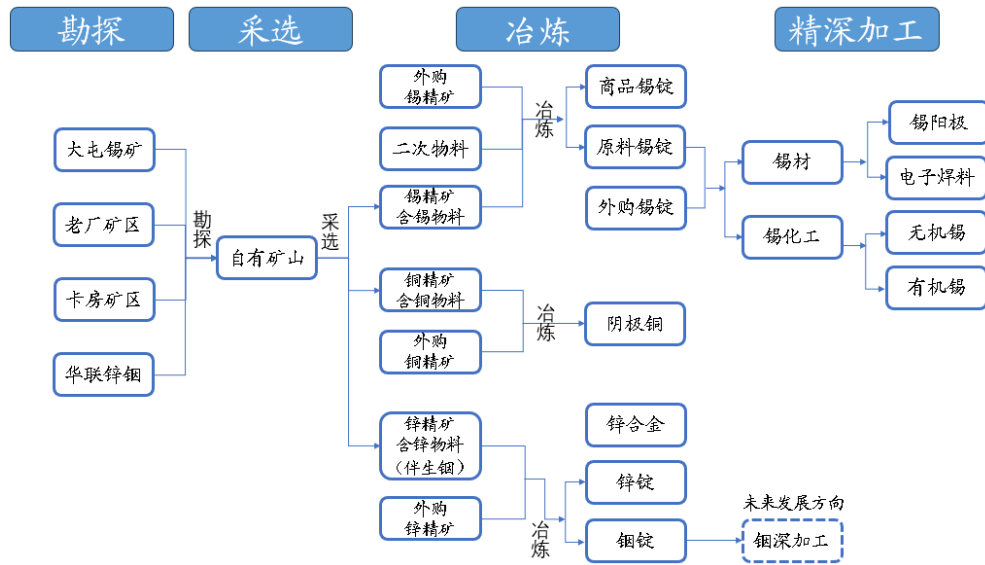 勘探
采选
冶炼
精深加工
大屯锡矿
老厂矿区
卡房矿区
华联锌铟
勘探
自有矿山
采选
外购
锡精矿
二次物料
锡精矿
含锡物料
冶炼
商品锡锭
原料锡锭
外购锡锭
锡材
锡化工
锡阳极
电子焊料
无机锡
有机锡
铜精矿
含铜物料
外购
铜精矿
冶炼
阴极铜
锌精矿
含锌物料
（伴生铟）
外购
锌精矿
冶炼
锌合金
锌锭
铟锭
未来发展方向
铟深加工